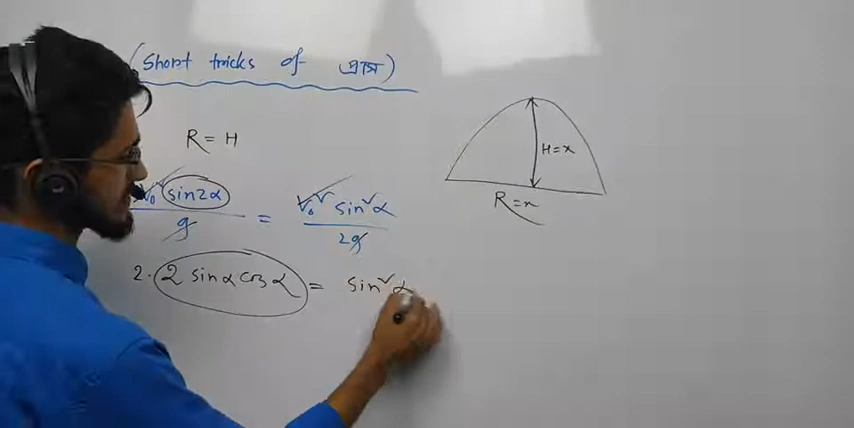 (Short tricks of প্রাস)
R = H
v₀² sin2α / g = v₀² sin²α / 2g
2·2 sinα cosα = sin²α
H=x
R=x